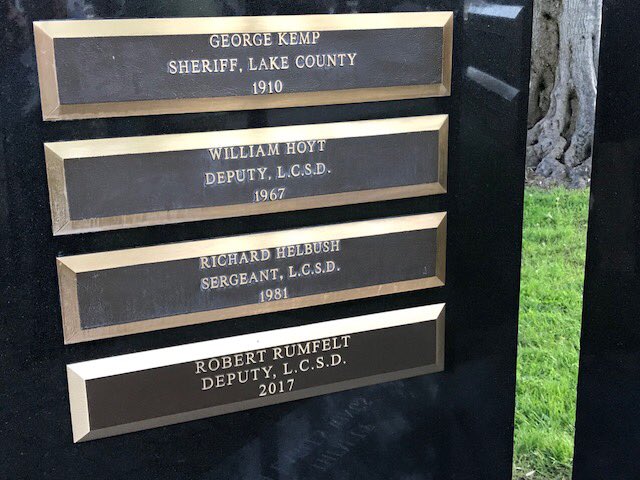 GEORGE KEMP
SHERIFF, LAKE COUNTY
1910
WILLIAM HOYT
DEPUTY, L.C.S.D.
1967
RICHARD HELBUSH
SERGEANT, L.C.S.D.
1981
ROBERT RUMFELT
DEPUTY, L.C.S.D.
2017